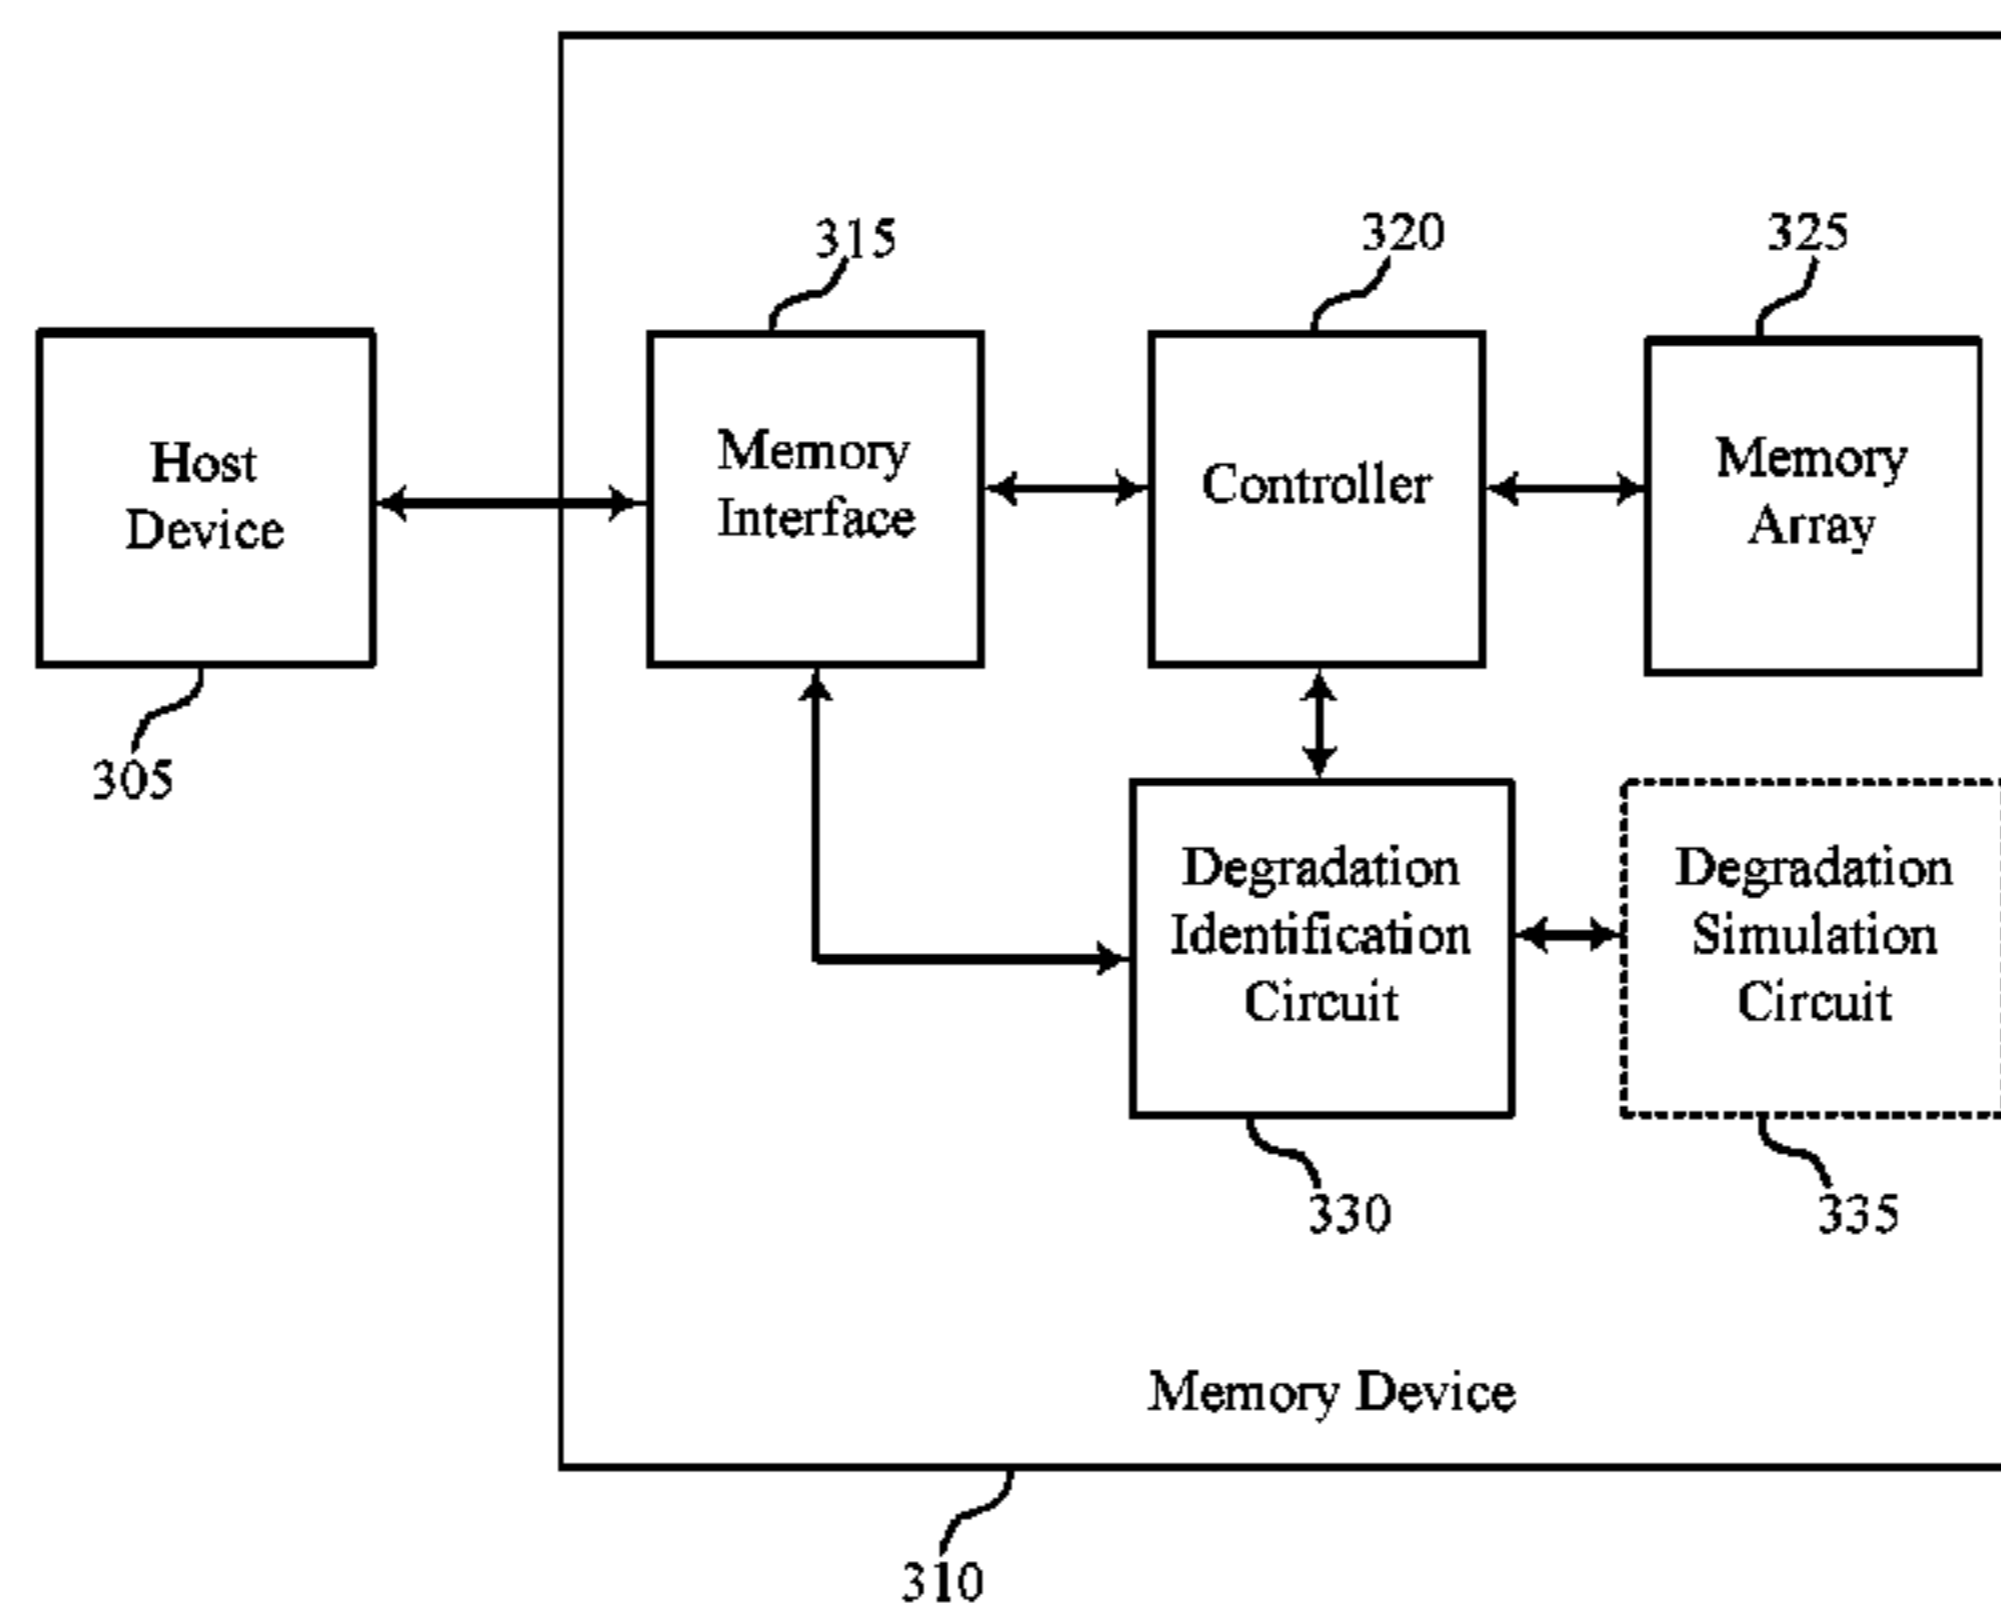 315
320
325
Host
Device
Memory
Interface
Controller
Memory
Array
305
Degradation
Identification
Circuit
Degradation
Simulation
Circuit
330
335
Memory Device
310